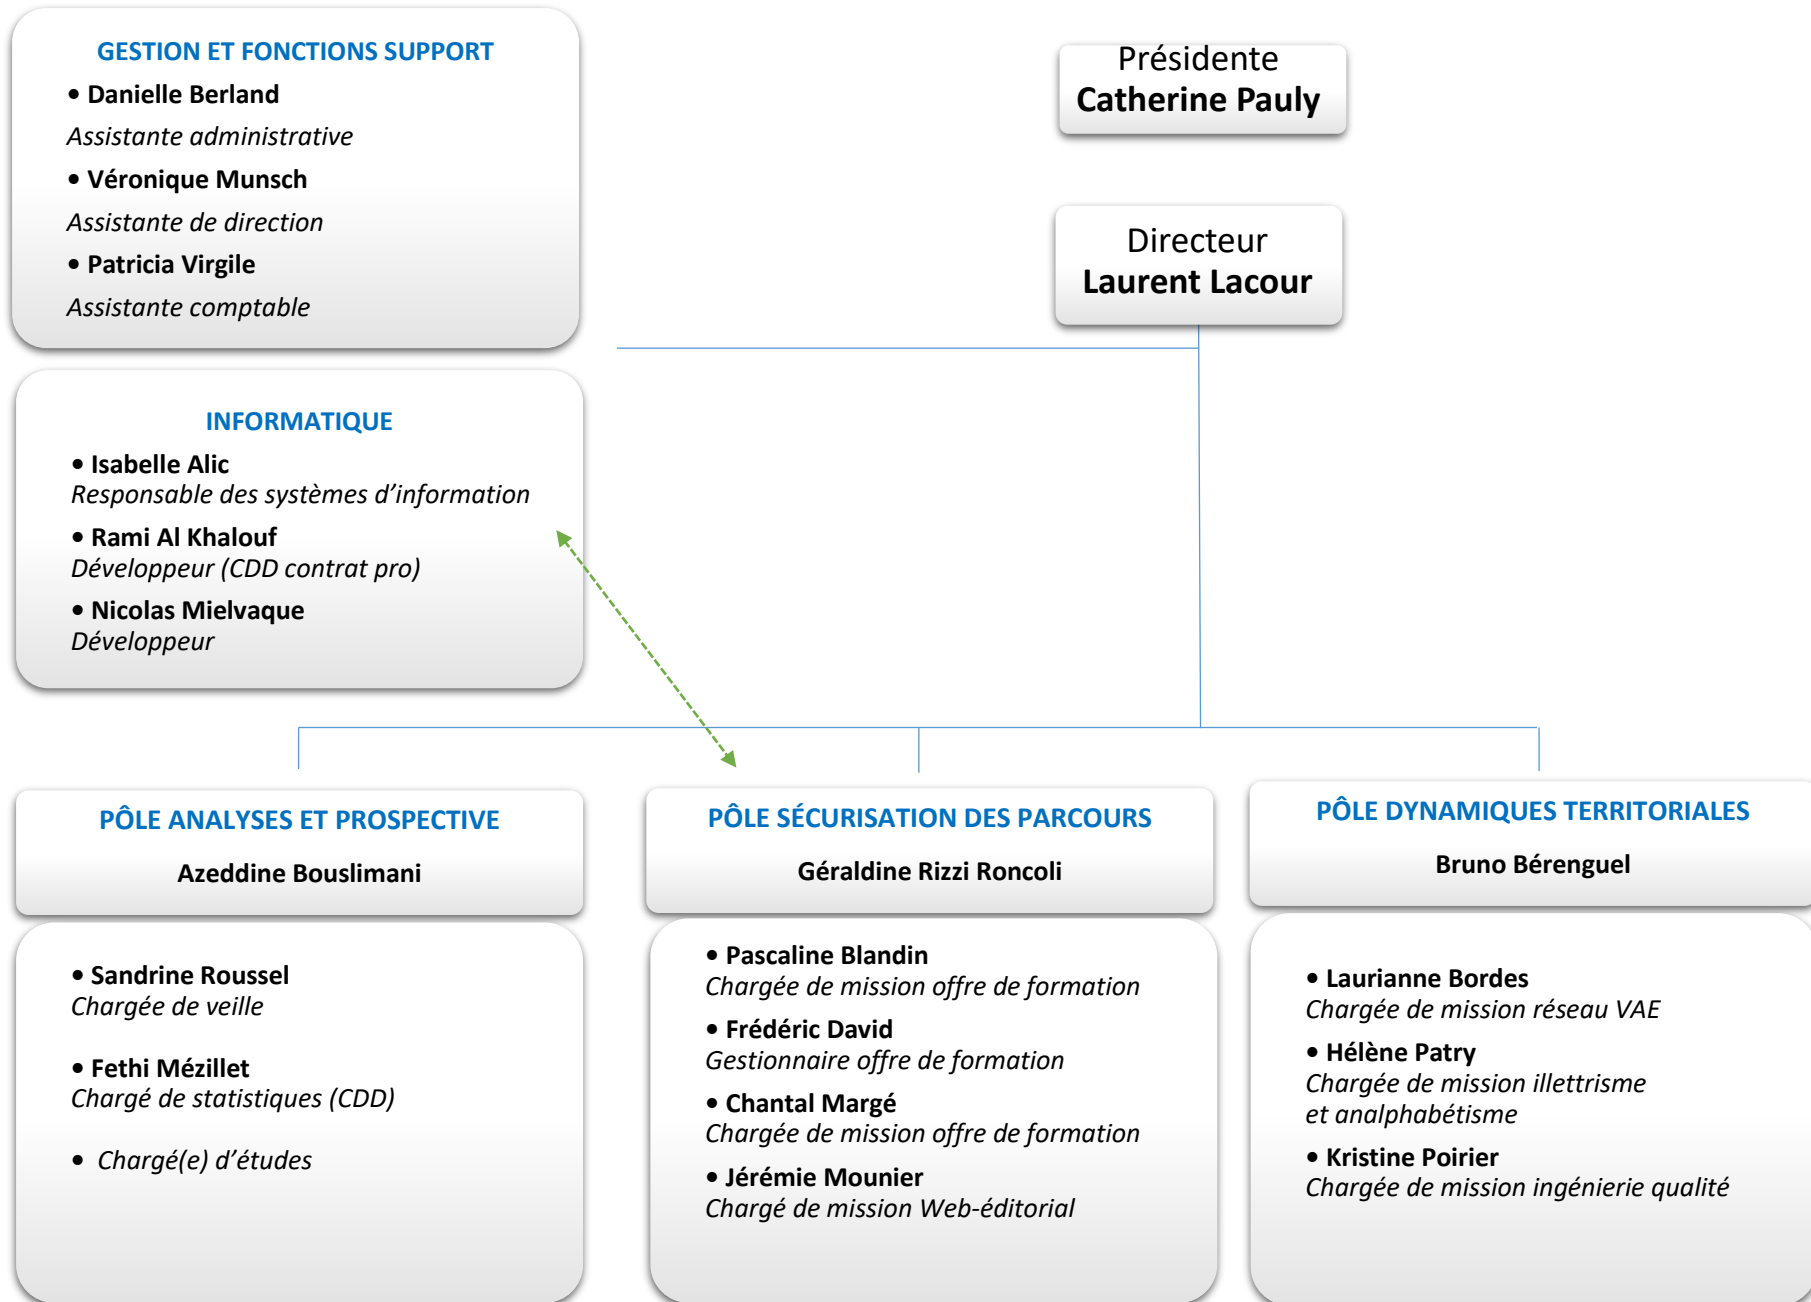 GESTION ET FONCTIONS SUPPORT
• Danielle Berland
Assistante administrative
• Véronique Munsch
Assistante de direction
• Patricia Virgile
Assistante comptable
Présidente
Catherine Pauly
Directeur
Laurent Lacour
INFORMATIQUE
• Isabelle Alic
Responsable des systèmes d’information
• Rami Al Khalouf
Développeur (CDD contrat pro)
• Nicolas Mielvaque
Développeur
PÔLE ANALYSES ET PROSPECTIVE
Azeddine Bouslimani
• Sandrine Roussel
Chargée de veille
• Fethi Mézillet
Chargé de statistiques (CDD)
• Chargé(e) d’études
PÔLE SÉCURISATION DES PARCOURS
Géraldine Rizzi Roncoli
• Pascaline Blandin
Chargée de mission offre de formation
• Frédéric David
Gestionnaire offre de formation
• Chantal Margé
Chargée de mission offre de formation
• Jérémie Mounier
Chargé de mission Web-éditorial
PÔLE DYNAMIQUES TERRITORIALES
Bruno Bérenguel
• Laurianne Bordes
Chargée de mission réseau VAE
• Hélène Patry
Chargée de mission illettrisme
et analphabétisme
• Kristine Poirier
Chargée de mission ingénierie qualité